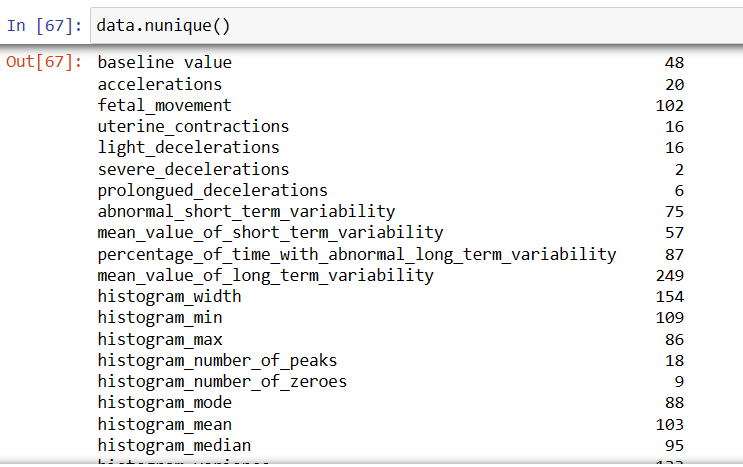 In [67]: data.nunique()
Out[67]: baseline value 48
accelerations 20
fetal_movement 102
uterine_contractions 16
light_decelerations 16
severe_decelerations 2
prolongued_decelerations 6
abnormal_short_term_variability 75
mean_value_of_short_term_variability 57
percentage_of_time_with_abnormal_long_term_variability 87
mean_value_of_long_term_variability 249
histogram_width 154
histogram_min 109
histogram_max 86
histogram_number_of_peaks 18
histogram_number_of_zeroes 9
histogram_mode 88
histogram_mean 103
histogram_median 95